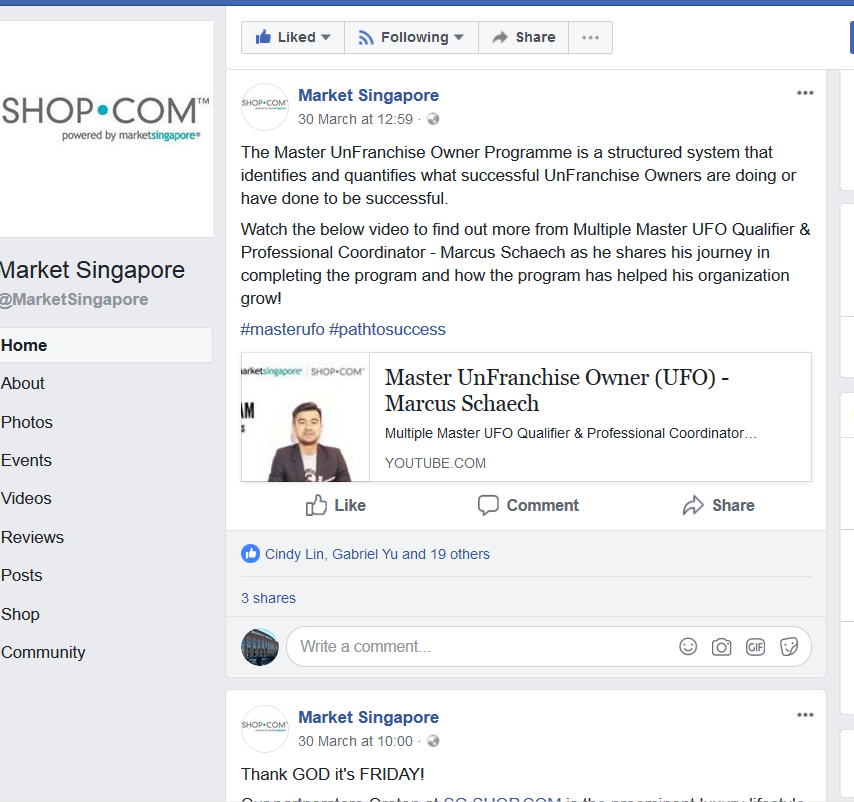 Liked
Following
Share
SHOP•COM™
powered by marketsingapore®
Market Singapore
@MarketSingapore
Home
About
Photos
Events
Videos
Reviews
Posts
Shop
Community
SHOP•COM
Market Singapore
30 March at 12:59 ·
The Master UnFranchise Owner Programme is a structured system that
identifies and quantifies what successful UnFranchise Owners are doing or
have done to be successful.
Watch the below video to find out more from Multiple Master UFO Qualifier &
Professional Coordinator - Marcus Schaech as he shares his journey in
completing the program and how the program has helped his organization
grow!
#masterufo #pathtosuccess
marketsingapore | SHOP•COM
Master UnFranchise Owner (UFO) -
Marcus Schaech
Multiple Master UFO Qualifier & Professional Coordinator…
YOUTUBE.COM
Like
Comment
Share
Cindy Lin, Gabriel Yu and 19 others
3 shares
Write a comment...
GIF
SHOP•COM
Market Singapore
30 March at 10:00 ·
Thank GOD it's FRIDAY!